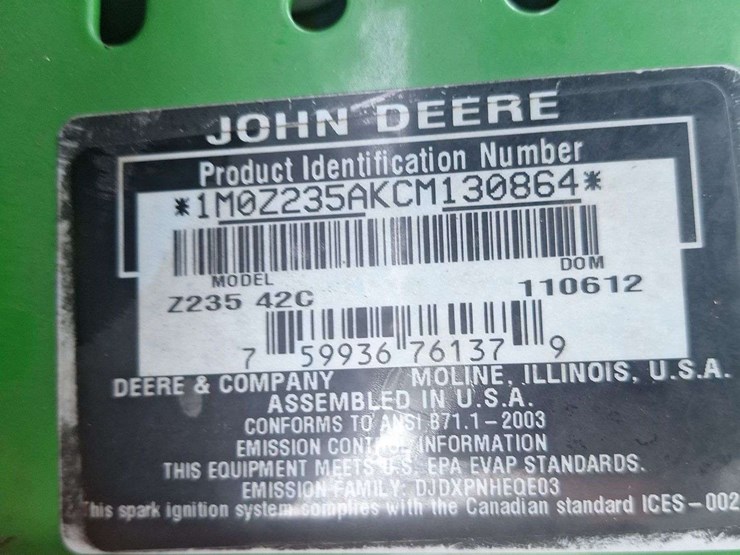 JOHN DEERE
Product Identification Number
*1M0Z235AKCM130864*
MODEL DOM
Z235 42C 110612
7 59936 76137 9
DEERE & COMPANY MOLINE, ILLINOIS, U.S.A.
ASSEMBLED IN U.S.A.
CONFORMS TO ANSI B71.1-2003
EMISSION CONTROL INFORMATION
THIS EQUIPMENT MEETS U.S. EPA EVAP STANDARDS.
EMISSION FAMILY: DJDXPNHEQE03
This spark ignition system complies with the Canadian standard ICES-002